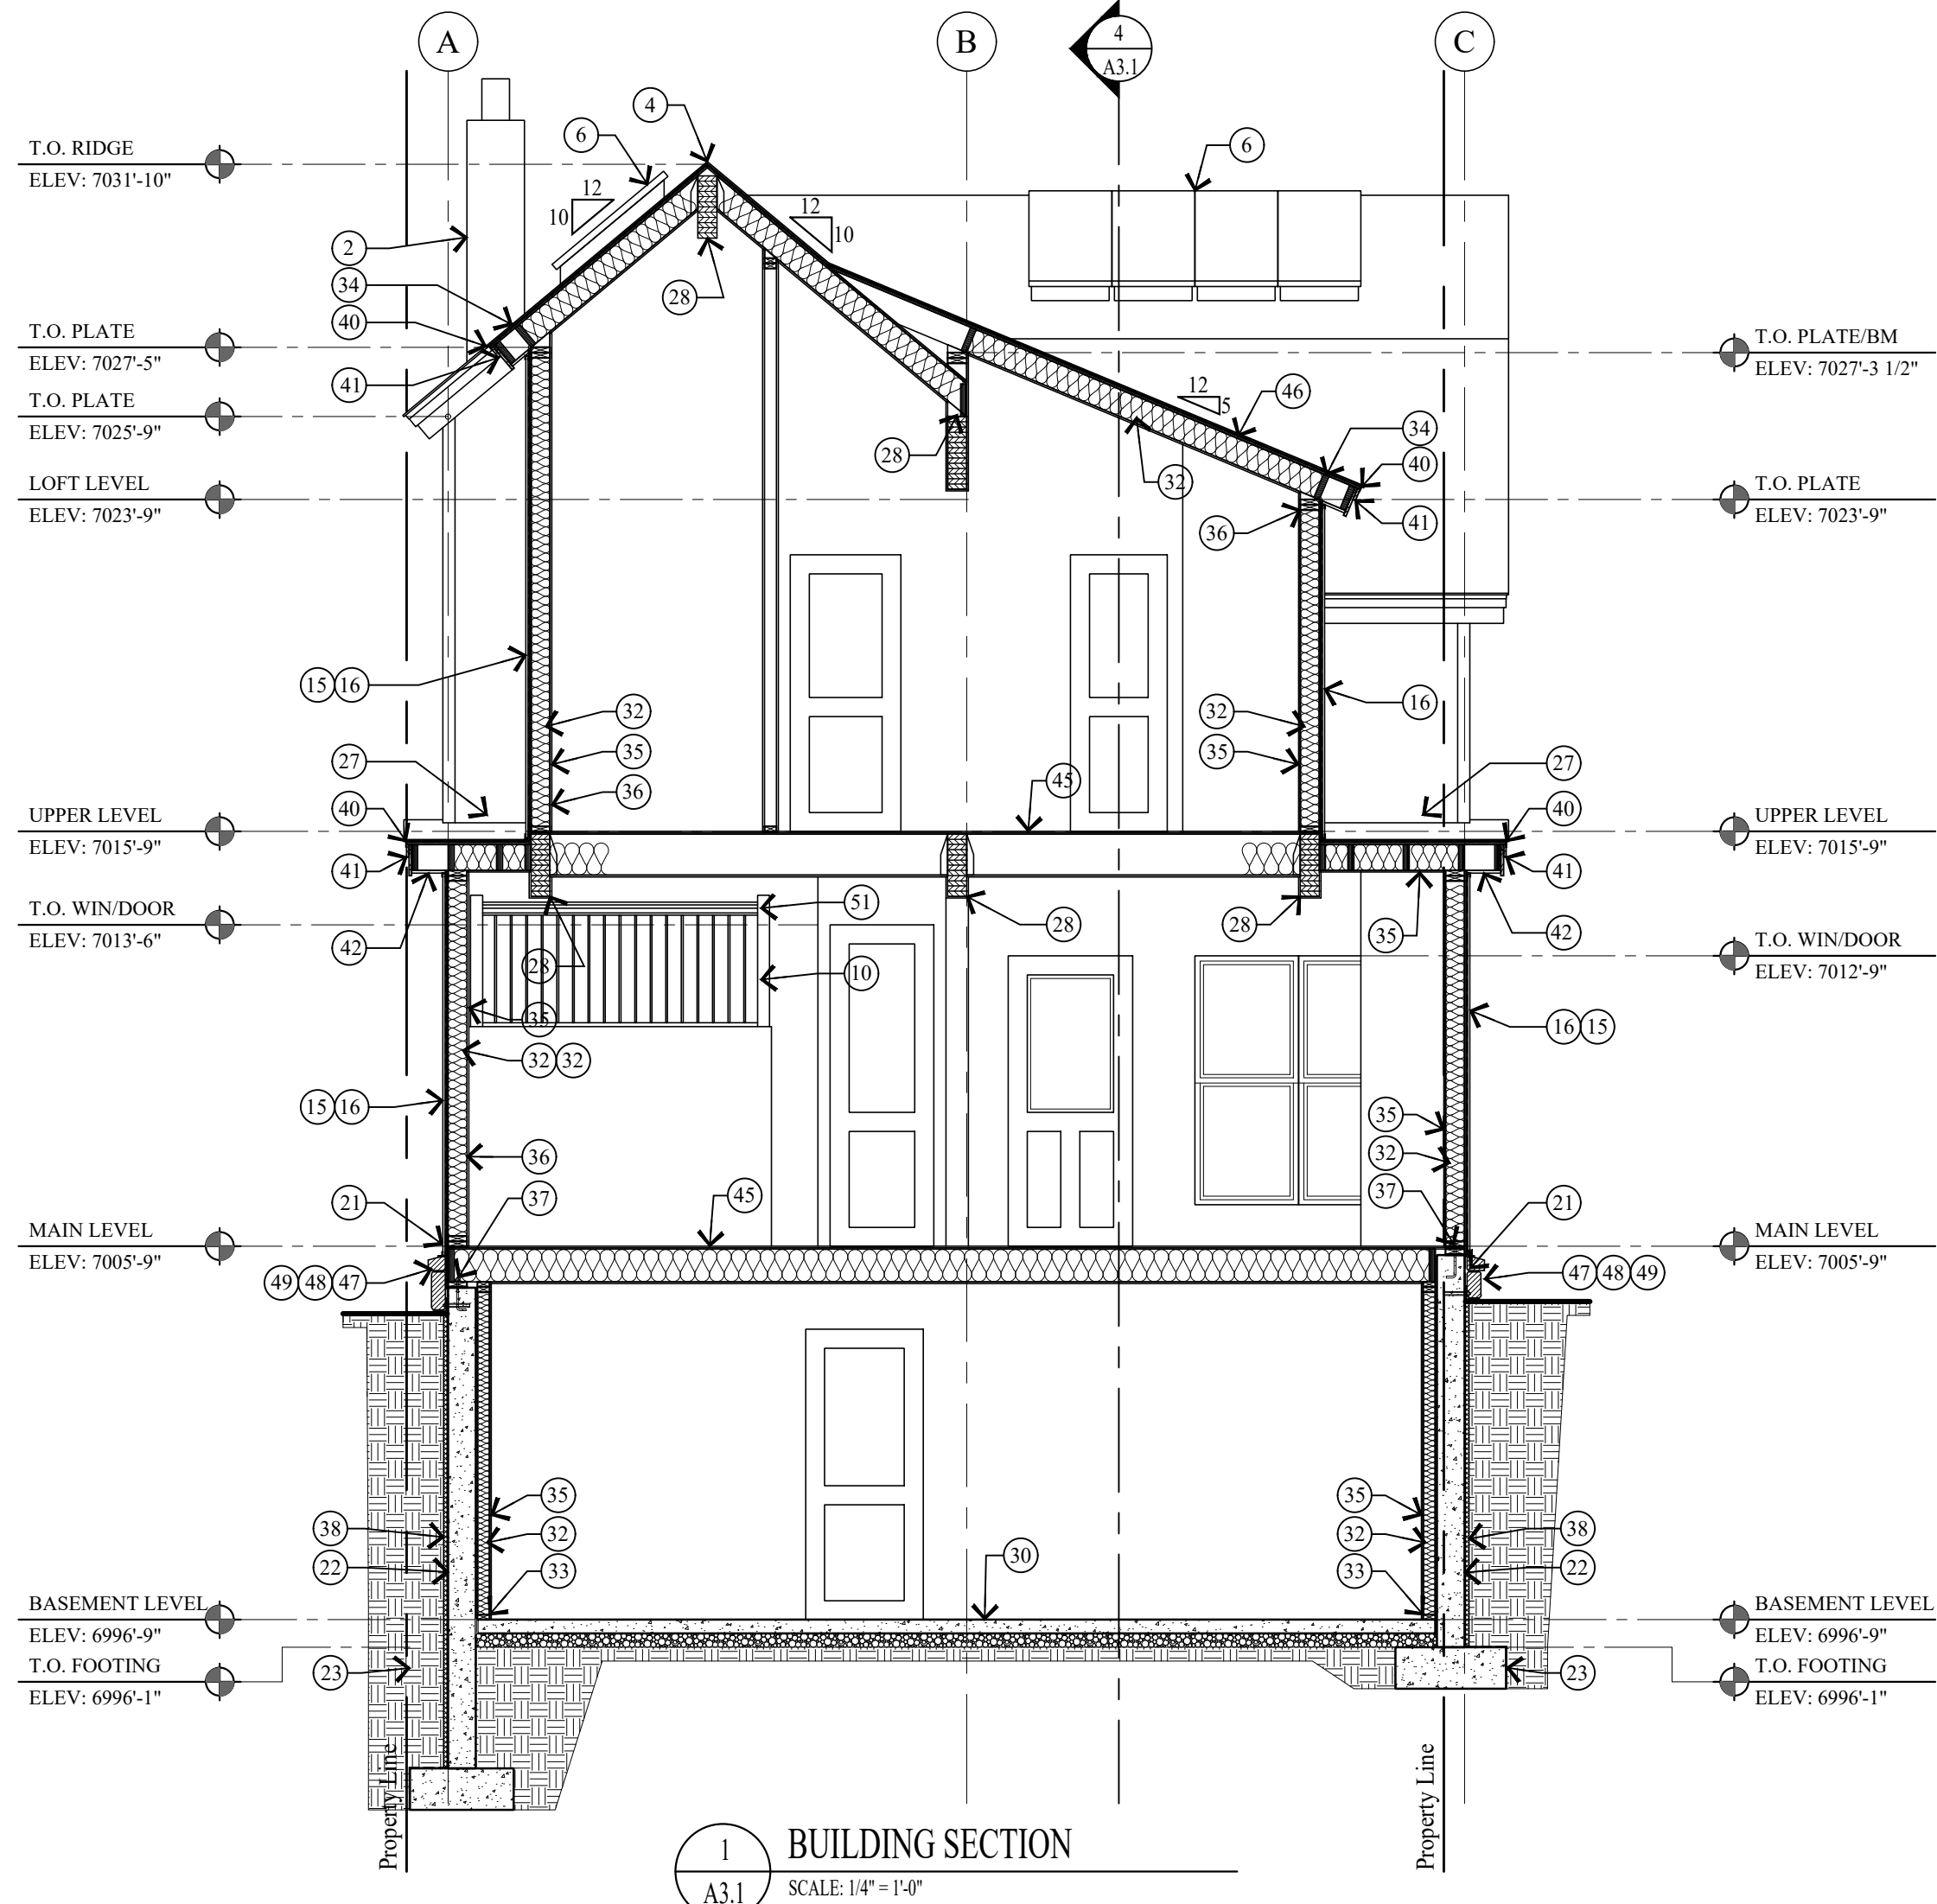 A
B
4
A3.1
C
4
6
6
T.O. RIDGE
ELEV: 7031'-10"
12
10
12
10
2
34
28
40
T.O. PLATE
ELEV: 7027'-5"
T.O. PLATE/BM
ELEV: 7027'-3 1/2"
41
12
5
46
T.O. PLATE
ELEV: 7025'-9"
28
34
40
32
LOFT LEVEL
ELEV: 7023'-9"
T.O. PLATE
ELEV: 7023'-9"
36
41
15 16
32
32
16
35
35
27
36
45
27
40
40
UPPER LEVEL
ELEV: 7015'-9"
UPPER LEVEL
ELEV: 7015'-9"
41
41
51
T.O. WIN/DOOR
ELEV: 7013'-6"
28
28
35
42
42
T.O. WIN/DOOR
ELEV: 7012'-9"
28
10
35
16 15
32 32
15 16
35
36
32
21
37
45
37
21
MAIN LEVEL
ELEV: 7005'-9"
MAIN LEVEL
ELEV: 7005'-9"
49 48 47
47 48 49
35
35
38
32
32
38
22
33
30
33
22
BASEMENT LEVEL
ELEV: 6996'-9"
BASEMENT LEVEL
ELEV: 6996'-9"
T.O. FOOTING
ELEV: 6996'-1"
23
23
T.O. FOOTING
ELEV: 6996'-1"
Property Line
Property Line
1
A3.1
BUILDING SECTION
SCALE: 1/4" = 1'-0"